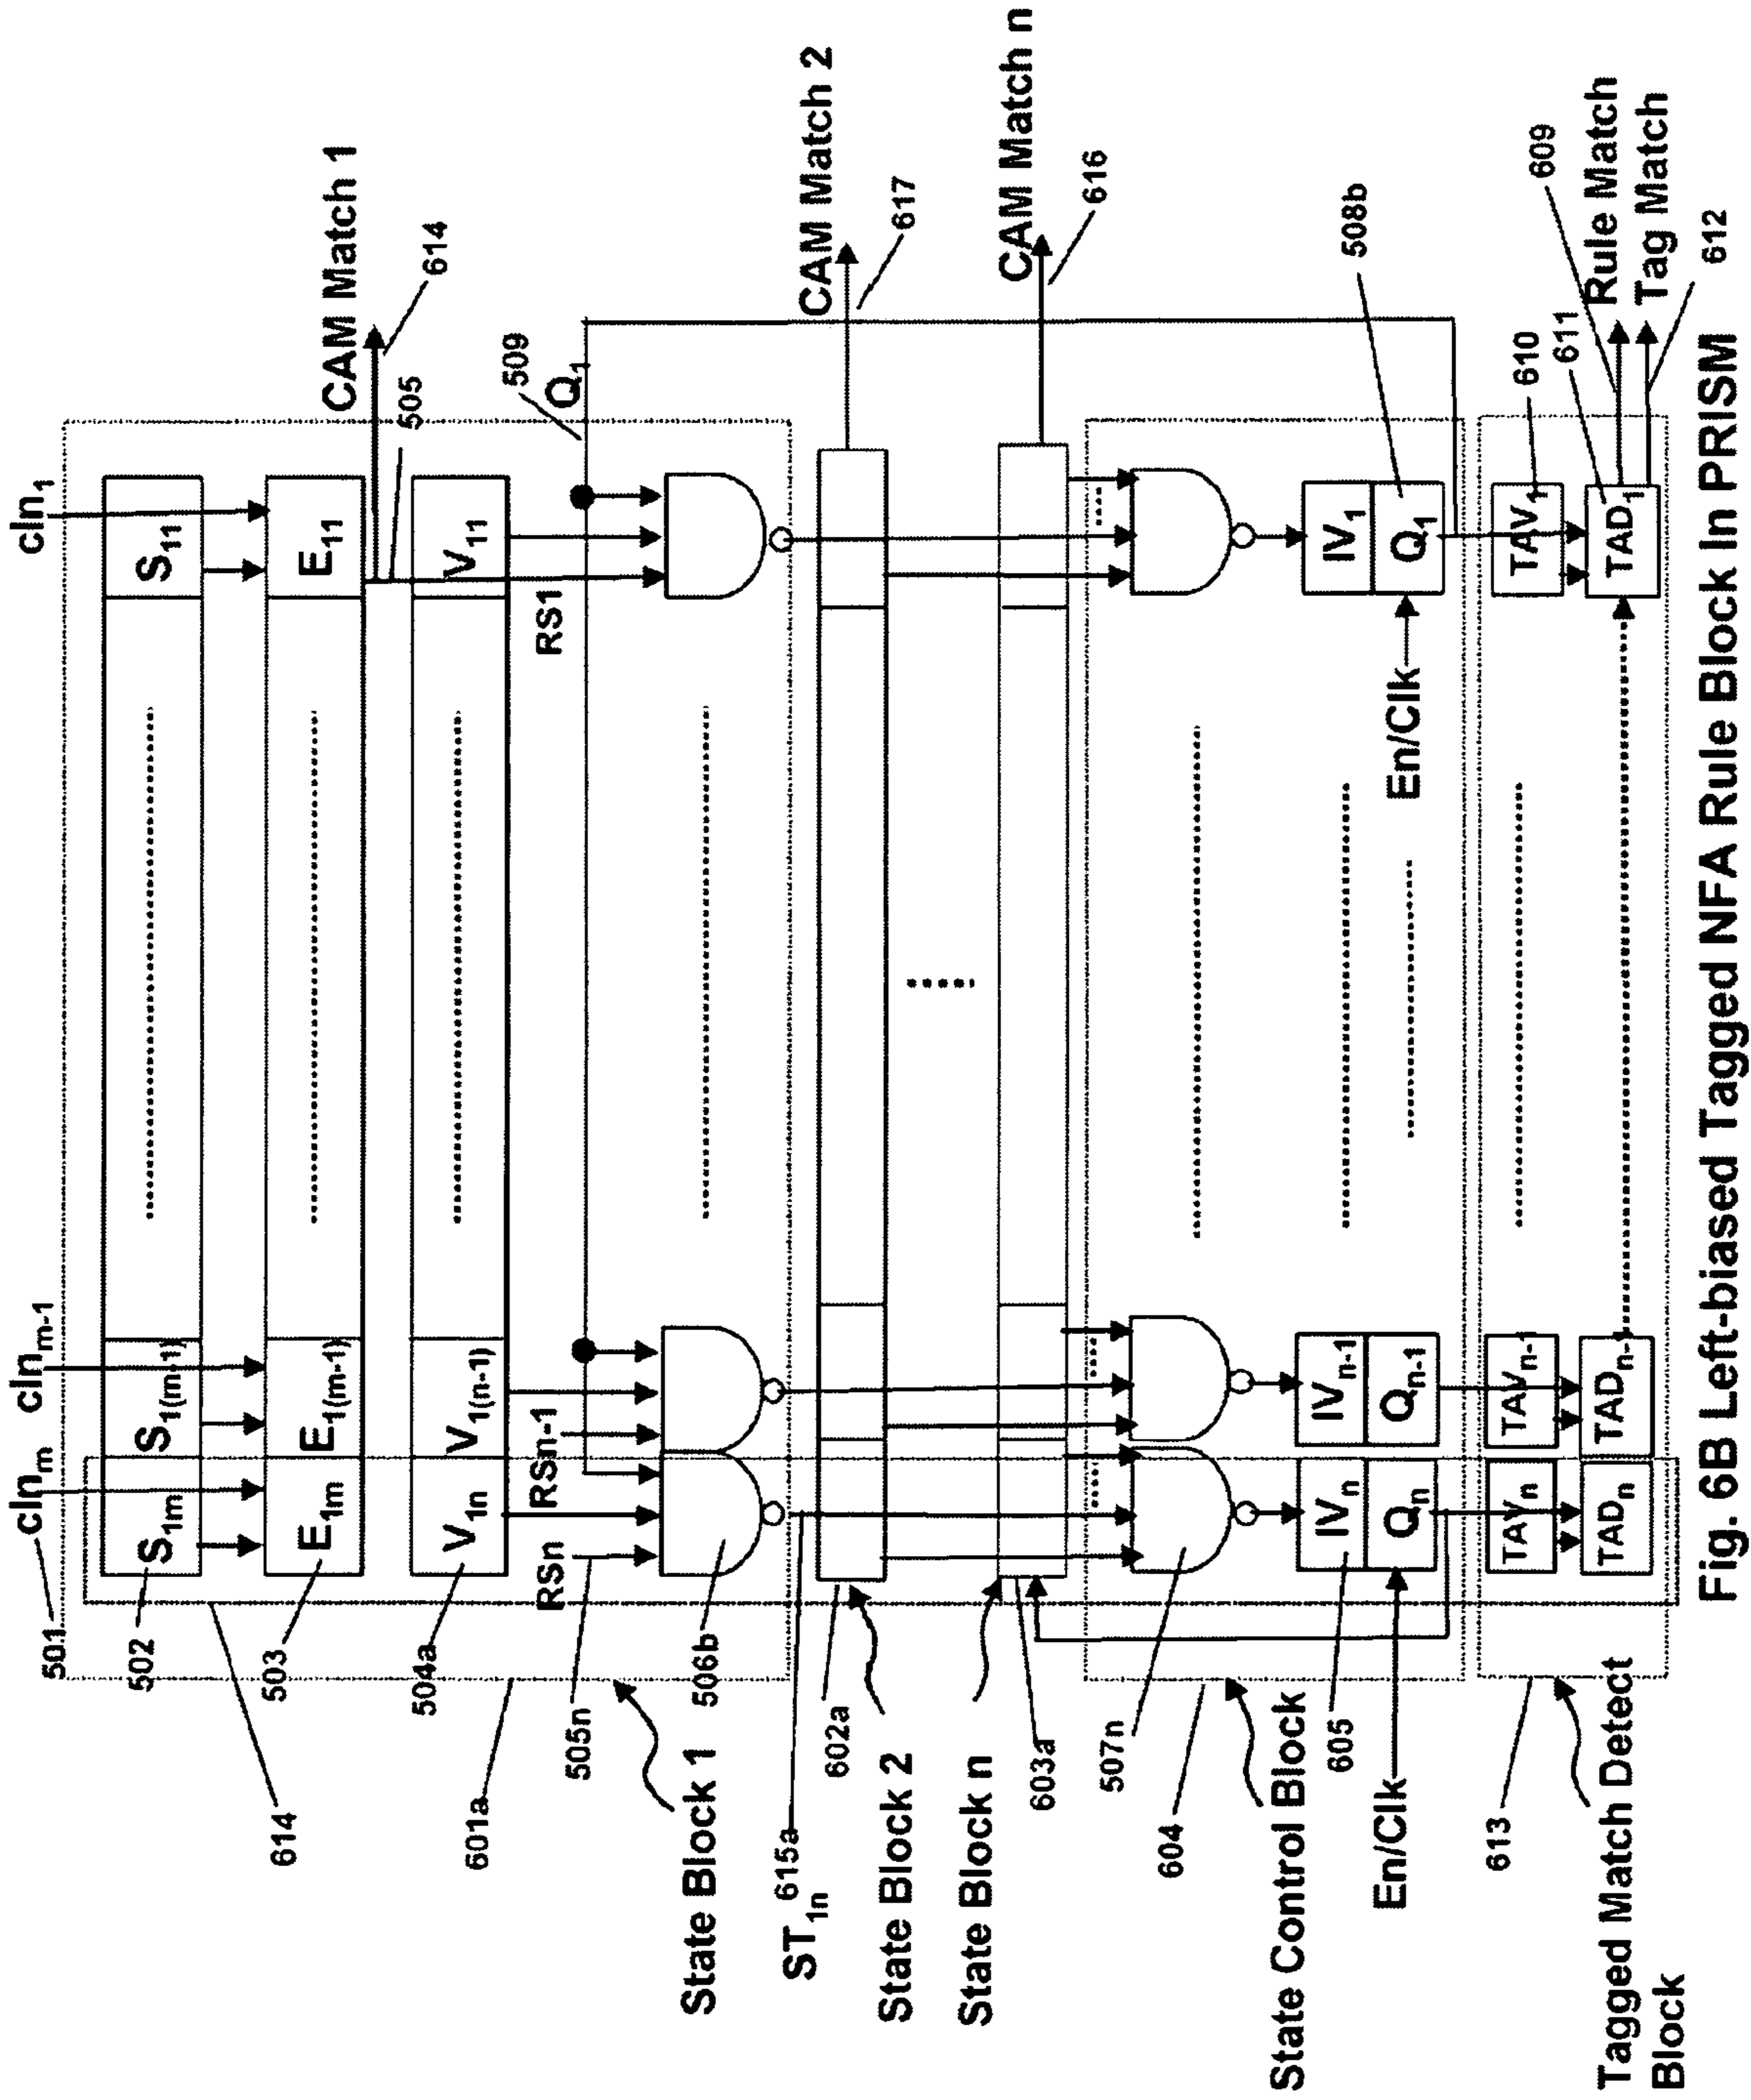 cIn1
cInm-1
cInm
501
S11
S1(m-1)
S1m
502
E11
E1(m-1)
E1m
503
CAM Match 1
614
505
V11
V1(n-1)
V1n
504a
614
601a
509
Q1
RS1
RSn-1
RSn
505n
506b
State Block 1
ST1n
615a
CAM Match 2
617
602a
State Block 2
CAM Match n
616
603a
State Block n
507n
508b
604
State Control Block
IV1
Q1
IVn-1
Qn-1
IVn
Qn
605
En/Clk
En/Clk
TAV1
TAD1
TAVn-1
TADn-1
TAVn
TADn
610
611
609
Rule Match
Tag Match
612
613
Tagged Match Detect
Block
Fig. 6B Left-biased Tagged NFA Rule Block In PRISM